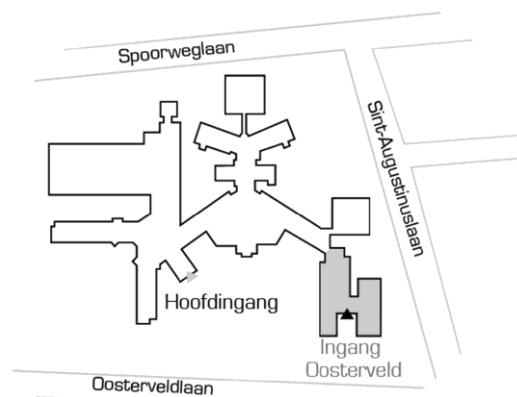 Spoorweglaan
Sint-Augustinuslaan
Hoofdingang
Ingang
Oosterveld
Oosterveldlaan